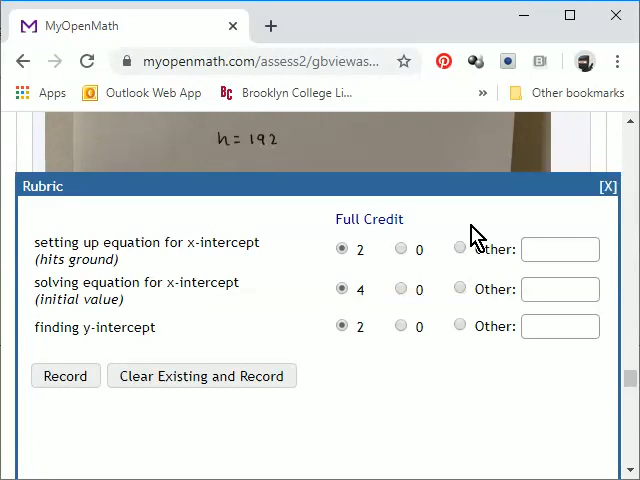 MyOpenMath
myopenmath.com/assess2/gbviewas...
Apps Outlook Web App Brooklyn College Li... » Other bookmarks
h = 192
Rubric [X]
Full Credit
setting up equation for x-intercept 2 0 Other:
(hits ground)
solving equation for x-intercept 4 0 Other:
(initial value)
finding y-intercept 2 0 Other:
Record Clear Existing and Record